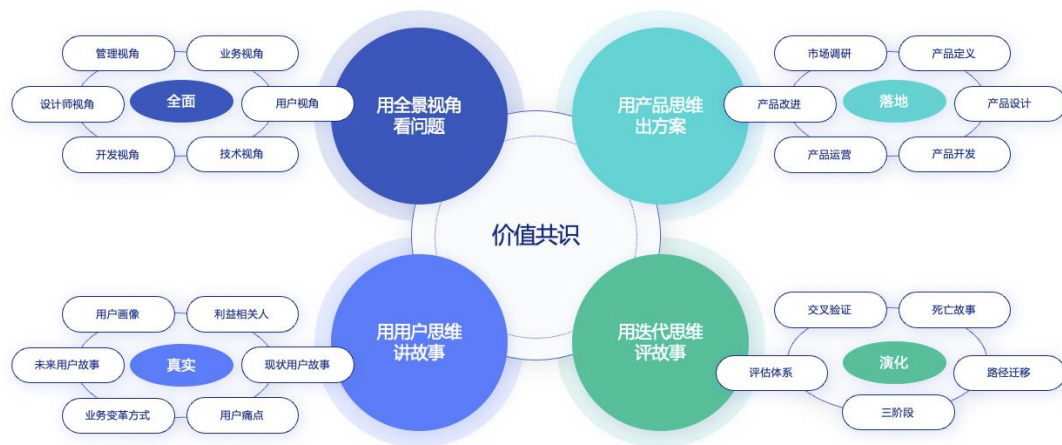 管理视角
业务视角
设计师视角
全面
用户视角
开发视角
技术视角
用全景视角
看问题
用产品思维
出方案
市场调研
产品定义
产品改进
落地
产品设计
产品运营
产品开发
价值共识
用户画像
利益相关人
未来用户故事
真实
现状用户故事
业务变革方式
用户痛点
用用户思维
讲故事
用迭代思维
评故事
交叉验证
死亡故事
评估体系
演化
路径迁移
三阶段